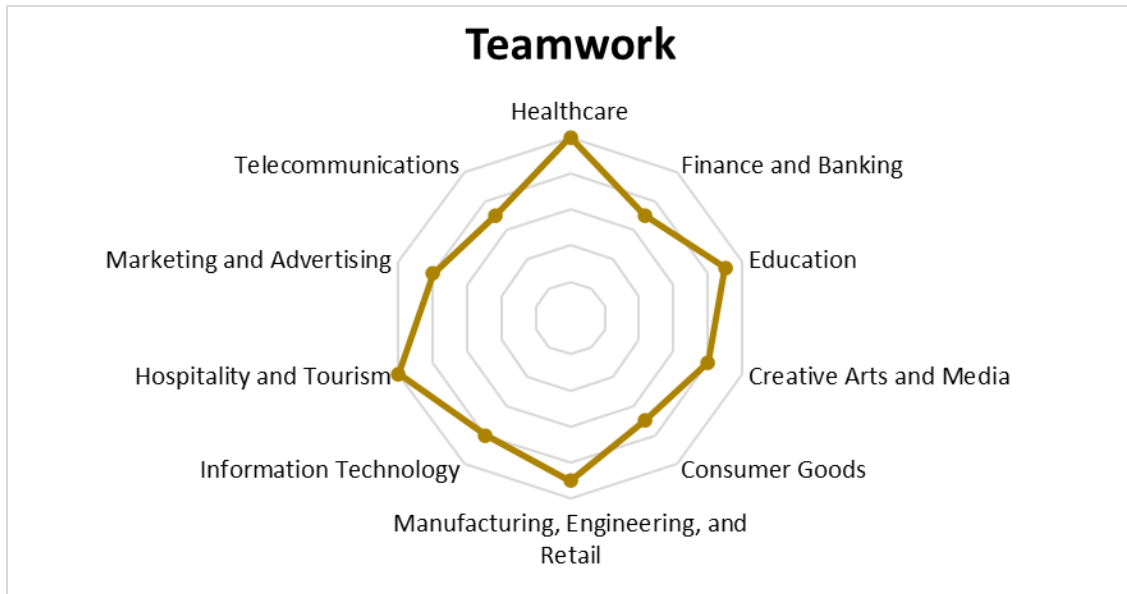 Teamwork
Healthcare
Telecommunications
Finance and Banking
Marketing and Advertising
Education
Hospitality and Tourism
Creative Arts and Media
Information Technology
Consumer Goods
Manufacturing, Engineering, and
Retail